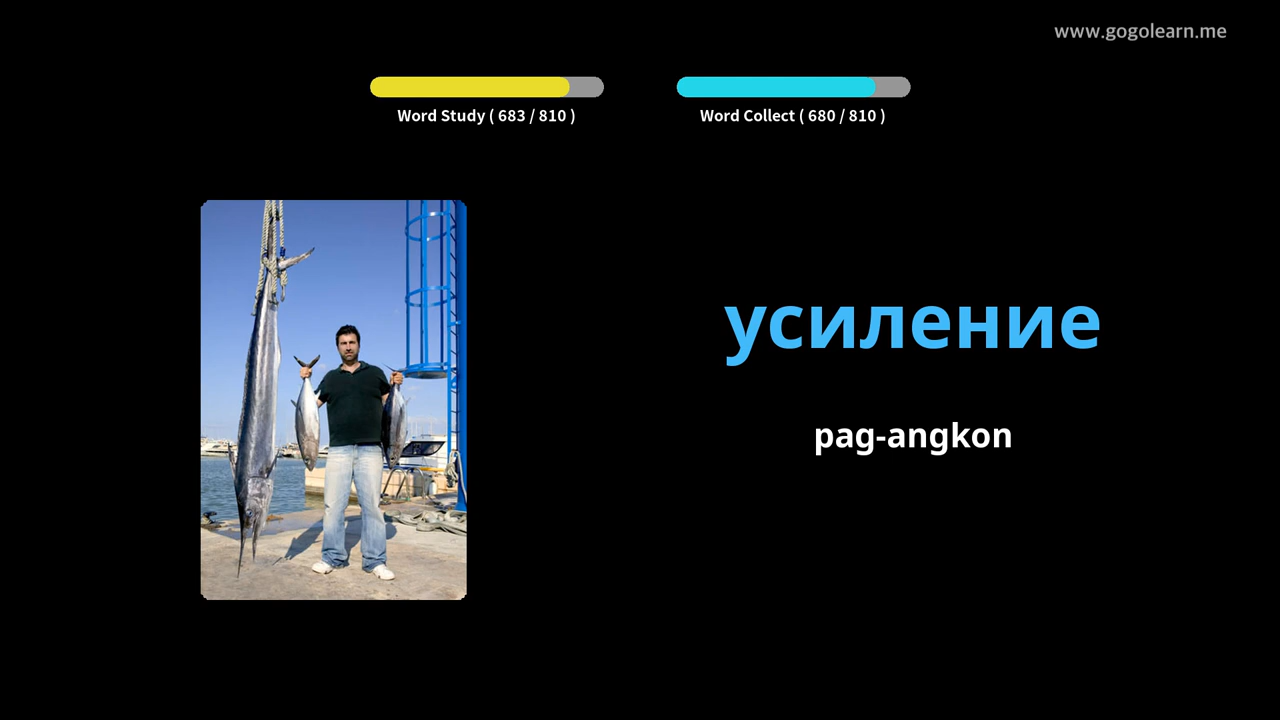 www.gogolearn.me
Word Study ( 683 / 810 )
Word Collect ( 680 / 810 )
усиление
pag-angkon